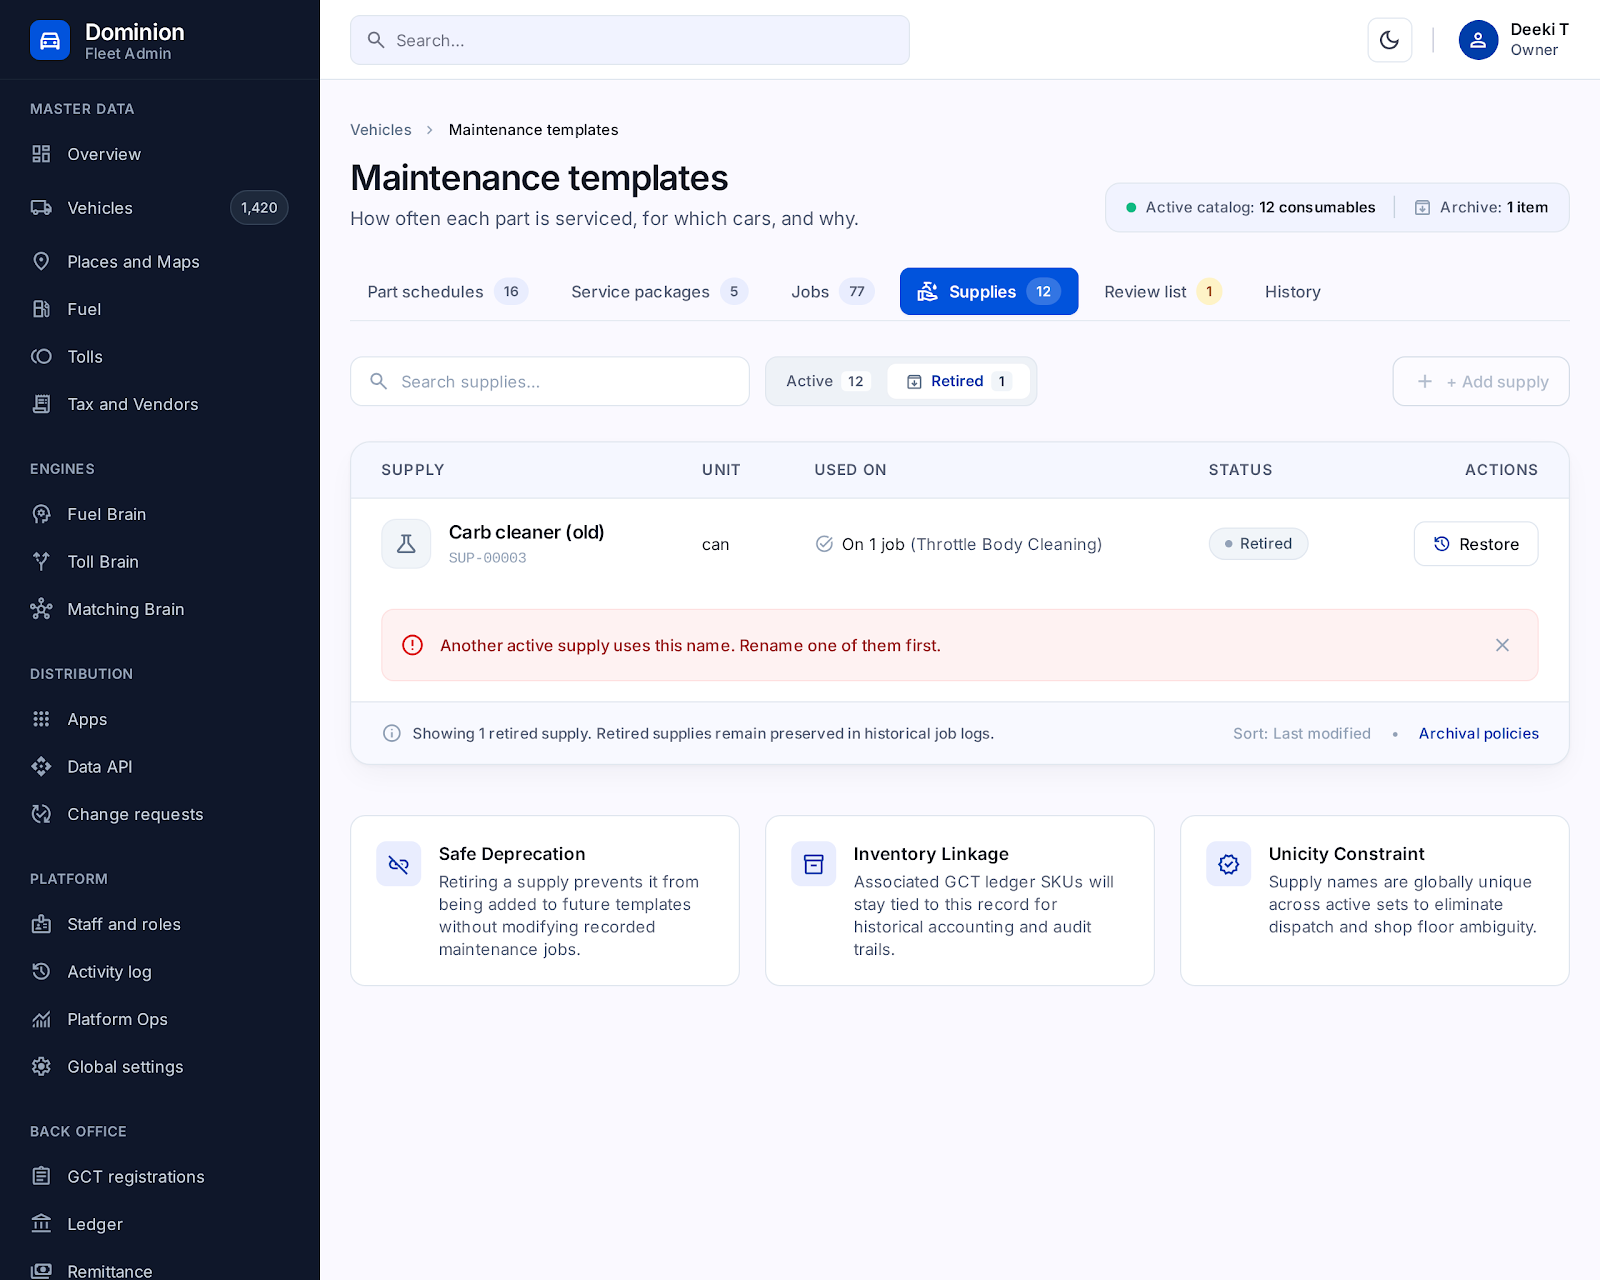 Dominion
Fleet Admin
MASTER DATA
Overview
Vehicles 1,420
Places and Maps
Fuel
Tolls
Tax and Vendors
ENGINES
Fuel Brain
Toll Brain
Matching Brain
DISTRIBUTION
Apps
Data API
Change requests
PLATFORM
Staff and roles
Activity log
Platform Ops
Global settings
BACK OFFICE
GCT registrations
Ledger
Remittance
Search...
Deeki T
Owner
Vehicles > Maintenance templates
Maintenance templates
How often each part is serviced, for which cars, and why.
Active catalog: 12 consumables Archive: 1 item
Part schedules 16 Service packages 5 Jobs 77 Supplies 12 Review list 1 History
Search supplies... Active 12 Retired 1 + Add supply
SUPPLY UNIT USED ON STATUS ACTIONS
Carb cleaner (old)
SUP-00003
can On 1 job (Throttle Body Cleaning) Retired Restore
Another active supply uses this name. Rename one of them first.
Showing 1 retired supply. Retired supplies remain preserved in historical job logs. Sort: Last modified • Archival policies
Safe Deprecation
Retiring a supply prevents it from
being added to future templates
without modifying recorded
maintenance jobs.
Inventory Linkage
Associated GCT ledger SKUs will
stay tied to this record for
historical accounting and audit
trails.
Unicity Constraint
Supply names are globally unique
across active sets to eliminate
dispatch and shop floor ambiguity.